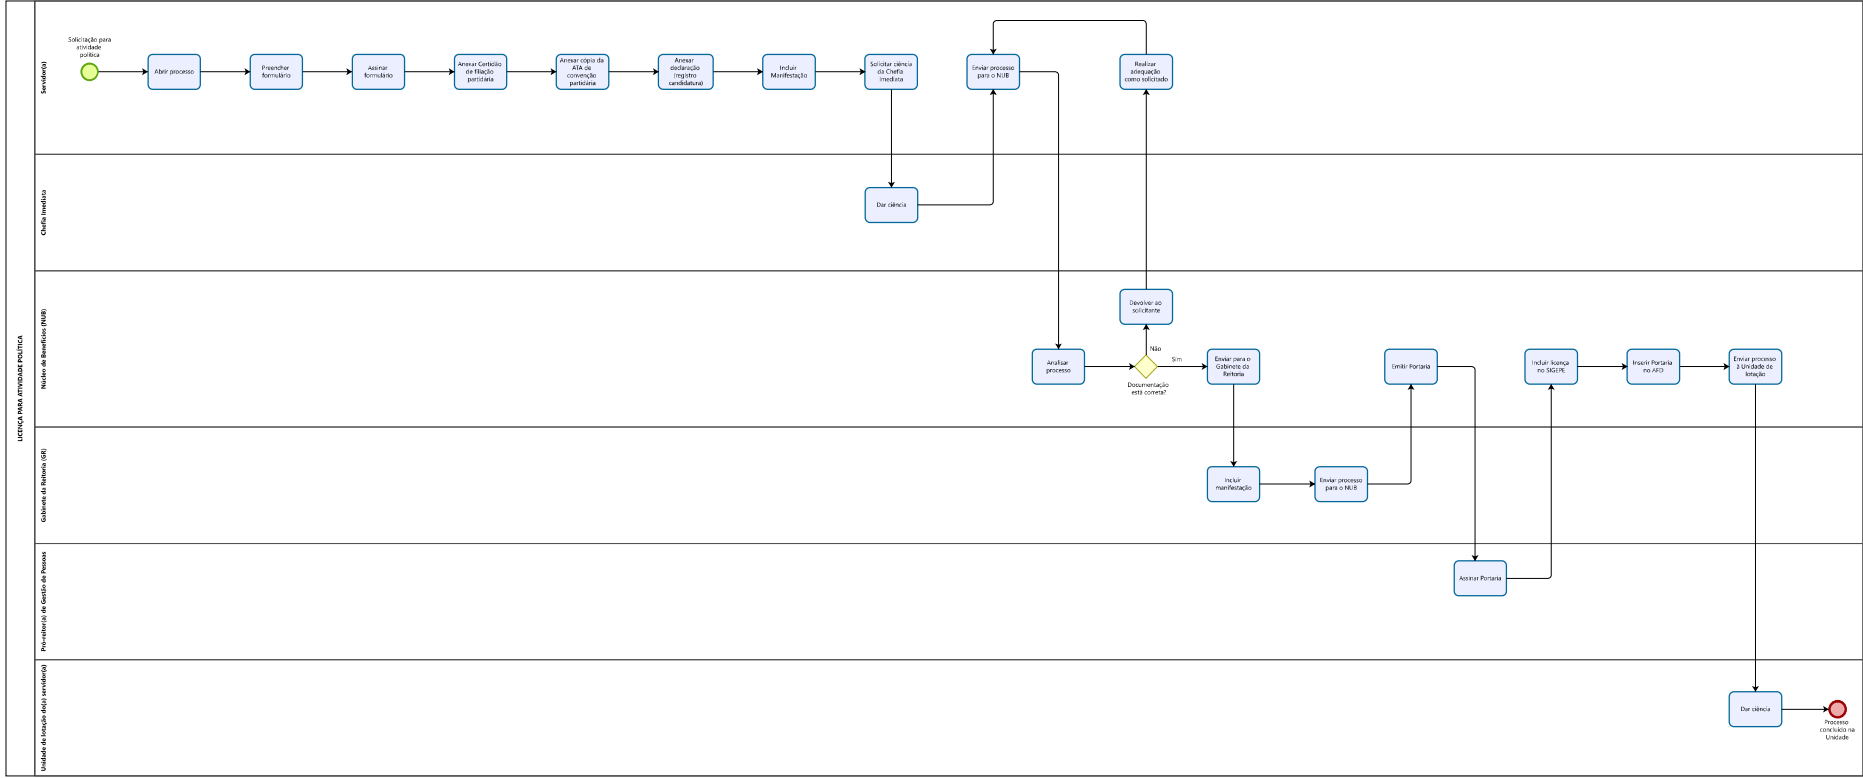 LICENÇA PARA ATIVIDADE POLÍTICA
Servidor(a)
Solicitação para
atividade
política
Abrir processo
Preencher
formulário
Assinar
formulário
Anexar Certidão
de filiação
partidária
Anexar cópia da
ATA de
convenção
partidária
Anexar
declaração
(registro
candidatura)
Incluir
Manifestação
Solicitar ciência
da Chefia
Imediata
Enviar processo
para o NUB
Realizar
adequação
como solicitado
Chefia Imediata
Dar ciência
Núcleo de Benefícios (NUB)
Devolver ao
solicitante
Analisar
processo
Não
Sim
Documentação
está correta?
Enviar para o
Gabinete da
Reitoria
Emitir Portaria
Incluir licença
no SIGEPE
Inserir Portaria
no AFD
Enviar processo
à Unidade de
lotação
Gabinete da Reitoria (GR)
Incluir
manifestação
Enviar processo
para o NUB
Pró-reitor(a) de Gestão de Pessoas
Assinar Portaria
Unidade de lotação do(a) servidor(a)
Dar ciência
Processo
concluído na
Unidade